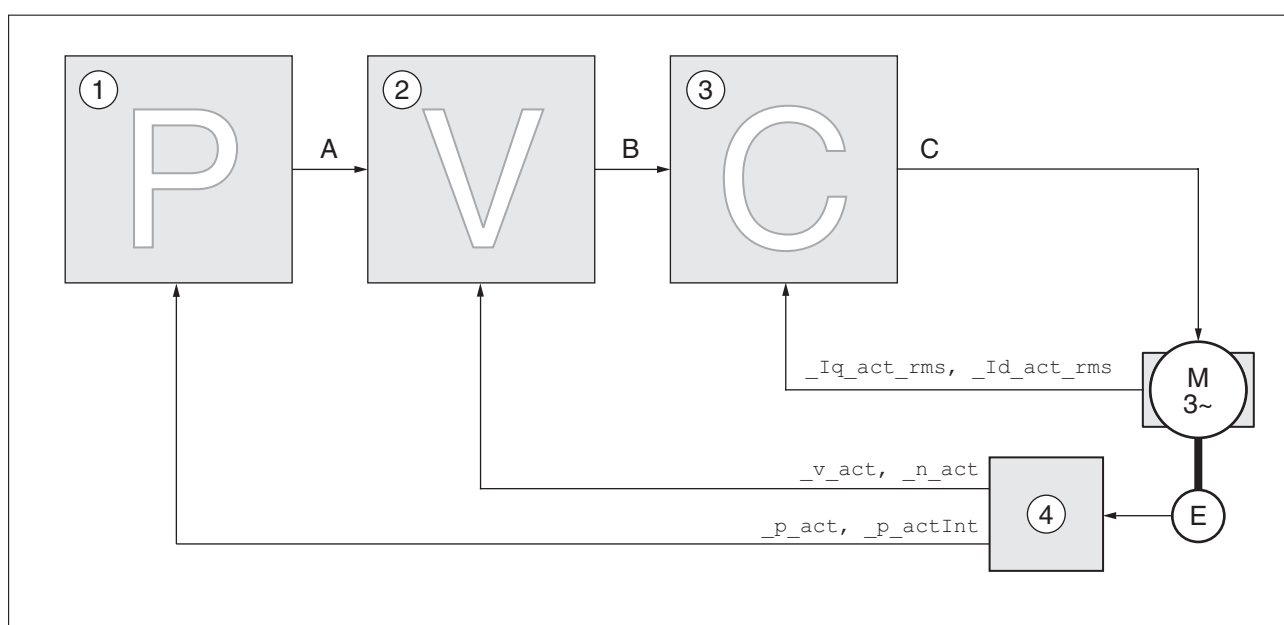 1
2
3
P
V
C
A
B
C
_Iq_act_rms, _Id_act_rms
M
3~
_v_act, _n_act
4
E
_p_act, _p_actInt